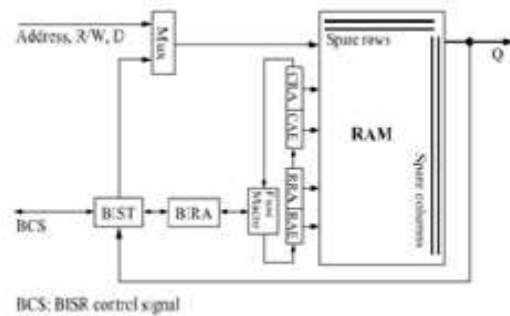 Address, R/W, D
Mux
Spare rows
Q
CRA
CAE
RAM
RRA
RAE
Spare columns
BIST
BIRA
Fuse
Macro
BCS
BCS: BISR control signal